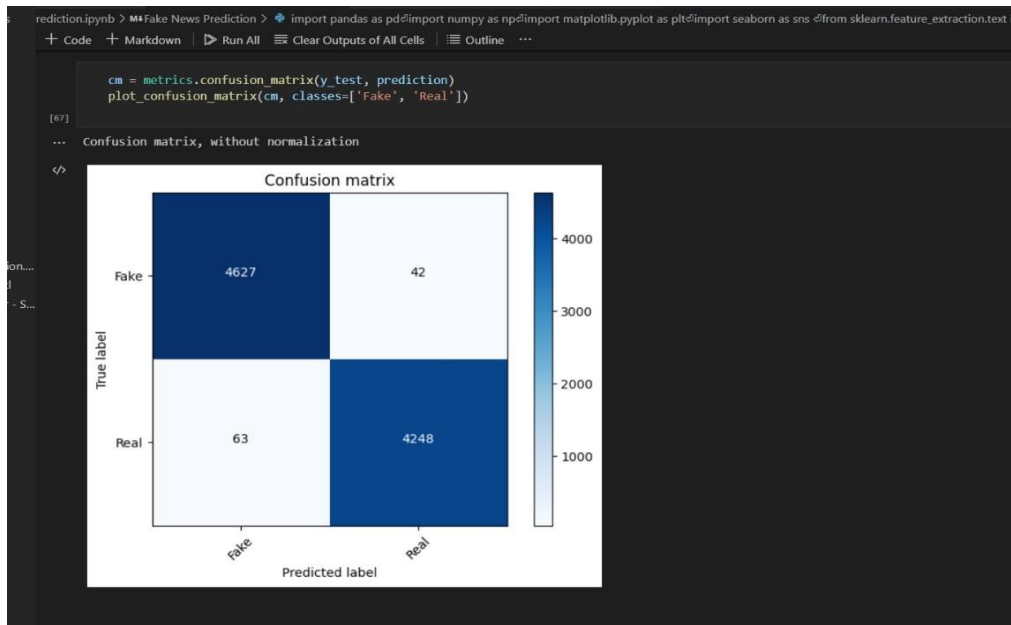 rediction.ipynb > M↓ Fake News Prediction > import pandas as pd⏎import numpy as np⏎import matplotlib.pyplot as plt⏎import seaborn as sns ⏎from sklearn.feature_extraction.text
+ Code + Markdown | Run All Clear Outputs of All Cells | Outline ...
cm = metrics.confusion_matrix(y_test, prediction)
plot_confusion_matrix(cm, classes=['Fake', 'Real'])
[67]
... Confusion matrix, without normalization
</>
Confusion matrix
4000
Fake 4627 42
ion....
- S...
3000
True label
2000
Real 63 4248
1000
Fake Real
Predicted label